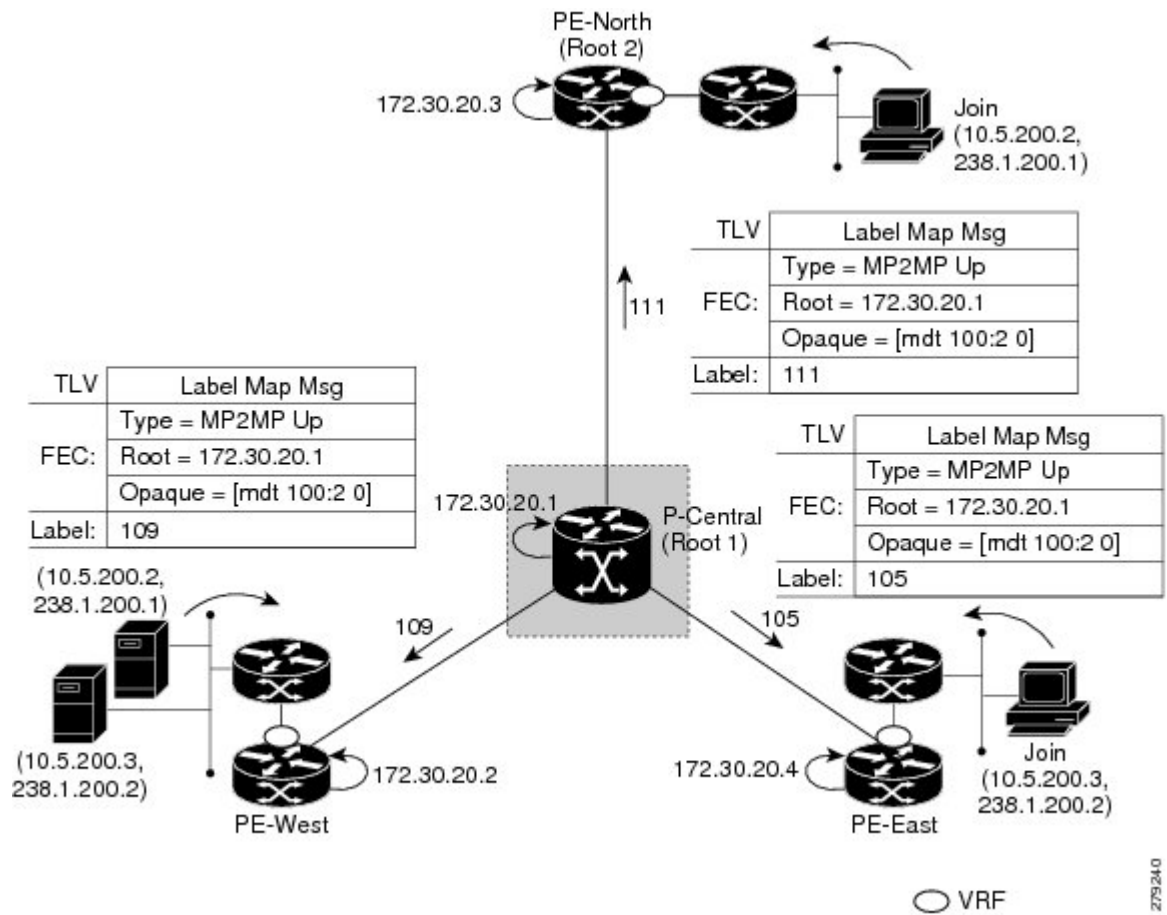 PE-North
(Root 2)
172.30.20.3
Join
(10.5.200.2,
238.1.200.1)
TLV Label Map Msg
Type = MP2MP Up
FEC: Root = 172.30.20.1
Opaque = [mdt 100:2 0]
Label: 111
111
TLV Label Map Msg
Type = MP2MP Up
FEC: Root = 172.30.20.1
Opaque = [mdt 100:2 0]
Label: 109
TLV Label Map Msg
Type = MP2MP Up
FEC: Root = 172.30.20.1
Opaque = [mdt 100:2 0]
Label: 105
172.30.20.1
P-Central
(Root 1)
(10.5.200.2,
238.1.200.1)
109
105
(10.5.200.3,
238.1.200.2)
172.30.20.2
PE-West
172.30.20.4
PE-East
Join
(10.5.200.3,
238.1.200.2)
VRF
279240